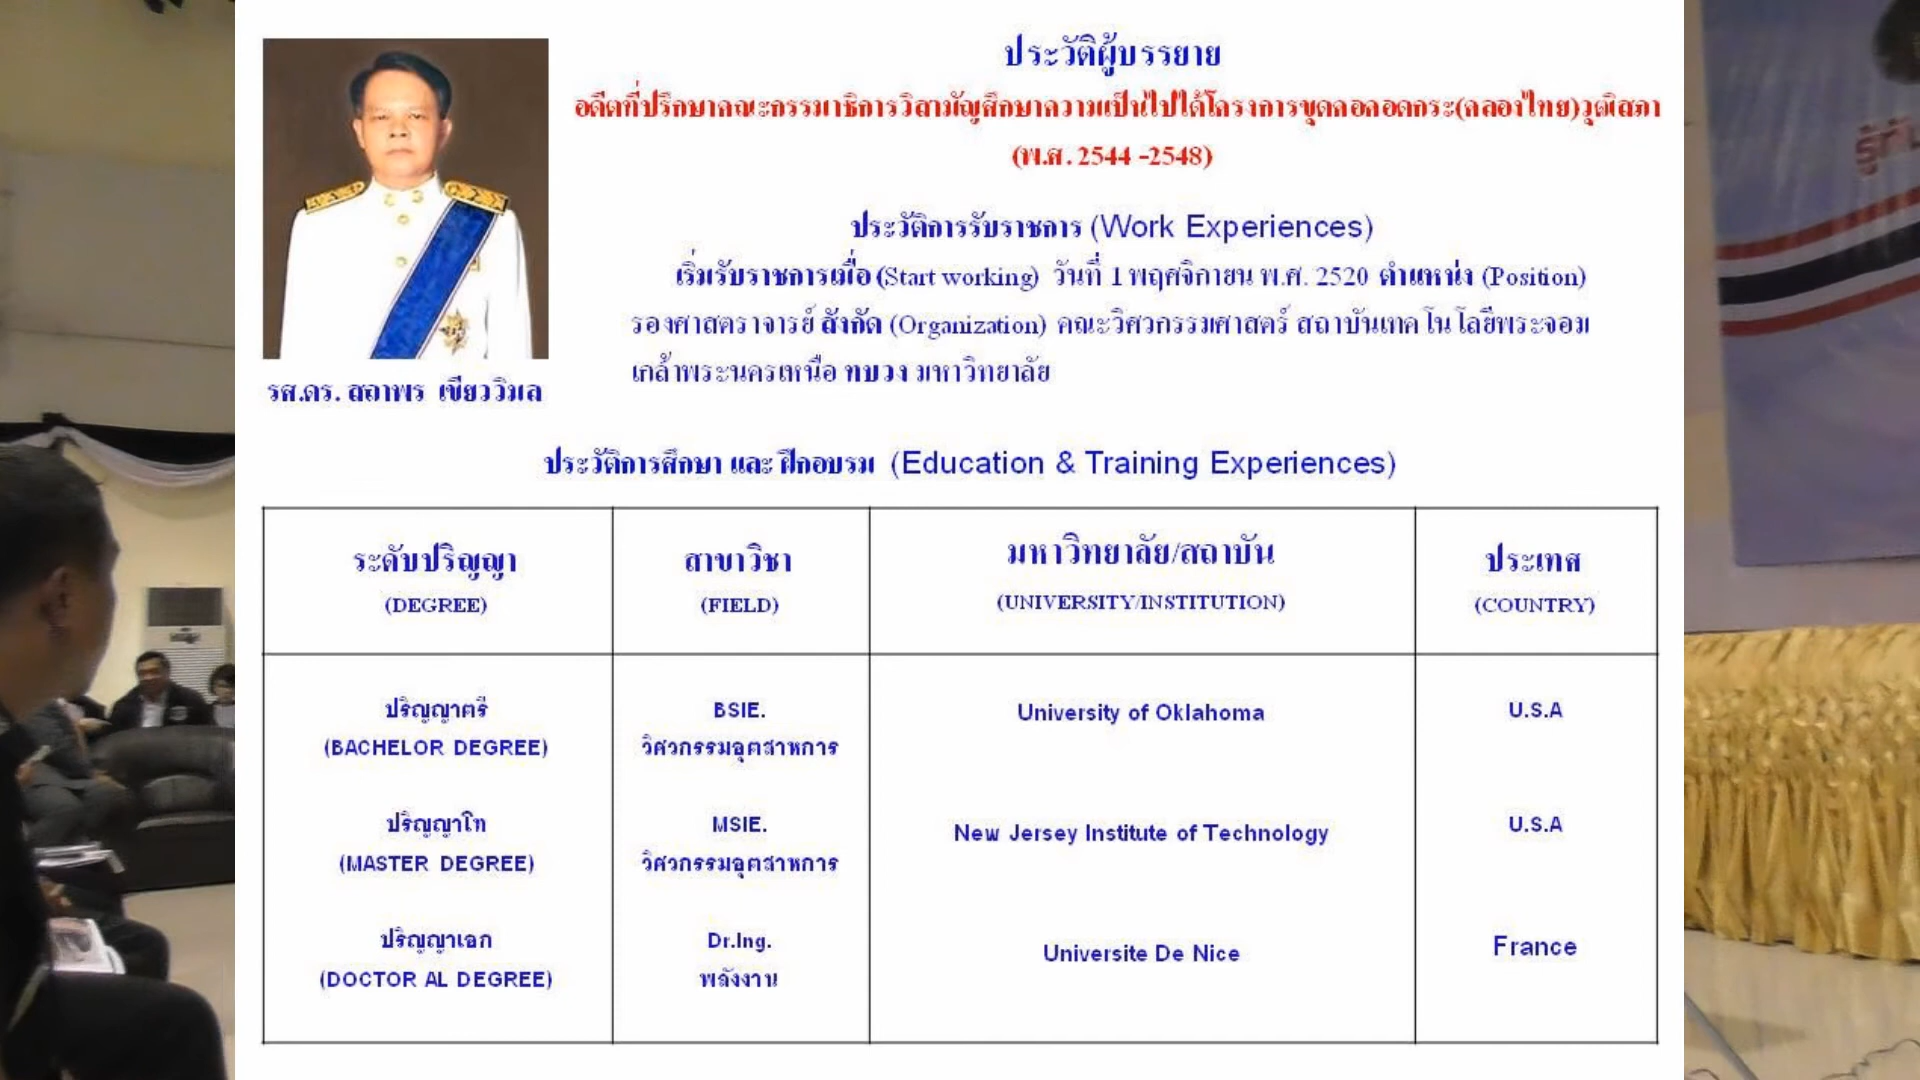 ประวัติผู้บรรยาย
อดีตที่ปรึกษาคณะกรรมาธิการวิสามัญศึกษาความเป็นไปได้โครงการขุดคอคอดกระ(คลองไทย)วุฒิสภา
(พ.ศ. 2544 -2548)
ประวัติการรับราชการ (Work Experiences)
เริ่มรับราชการเมื่อ (Start working) วันที่ 1 พฤศจิกายน พ.ศ. 2520 ตำแหน่ง (Position)
รองศาสตราจารย์ สังกัด (Organization) คณะวิศวกรรมศาสตร์ สถาบันเทคโนโลยีพระจอม
เกล้าพระนครเหนือ ทบวง มหาวิทยาลัย
รศ.ดร. สถาพร เขียววิมล
ประวัติการศึกษา และ ฝึกอบรม (Education & Training Experiences)
ระดับปริญญา สาขาวิชา มหาวิทยาลัย/สถาบัน ประเทศ
(DEGREE) (FIELD) (UNIVERSITY/INSTITUTION) (COUNTRY)
ปริญญาตรี BSIE. University of Oklahoma U.S.A
(BACHELOR DEGREE) วิศวกรรมอุตสาหการ
ปริญญาโท MSIE. New Jersey Institute of Technology U.S.A
(MASTER DEGREE) วิศวกรรมอุตสาหการ
ปริญญาเอก Dr.Ing. Universite De Nice France
(DOCTOR AL DEGREE) พลังงาน